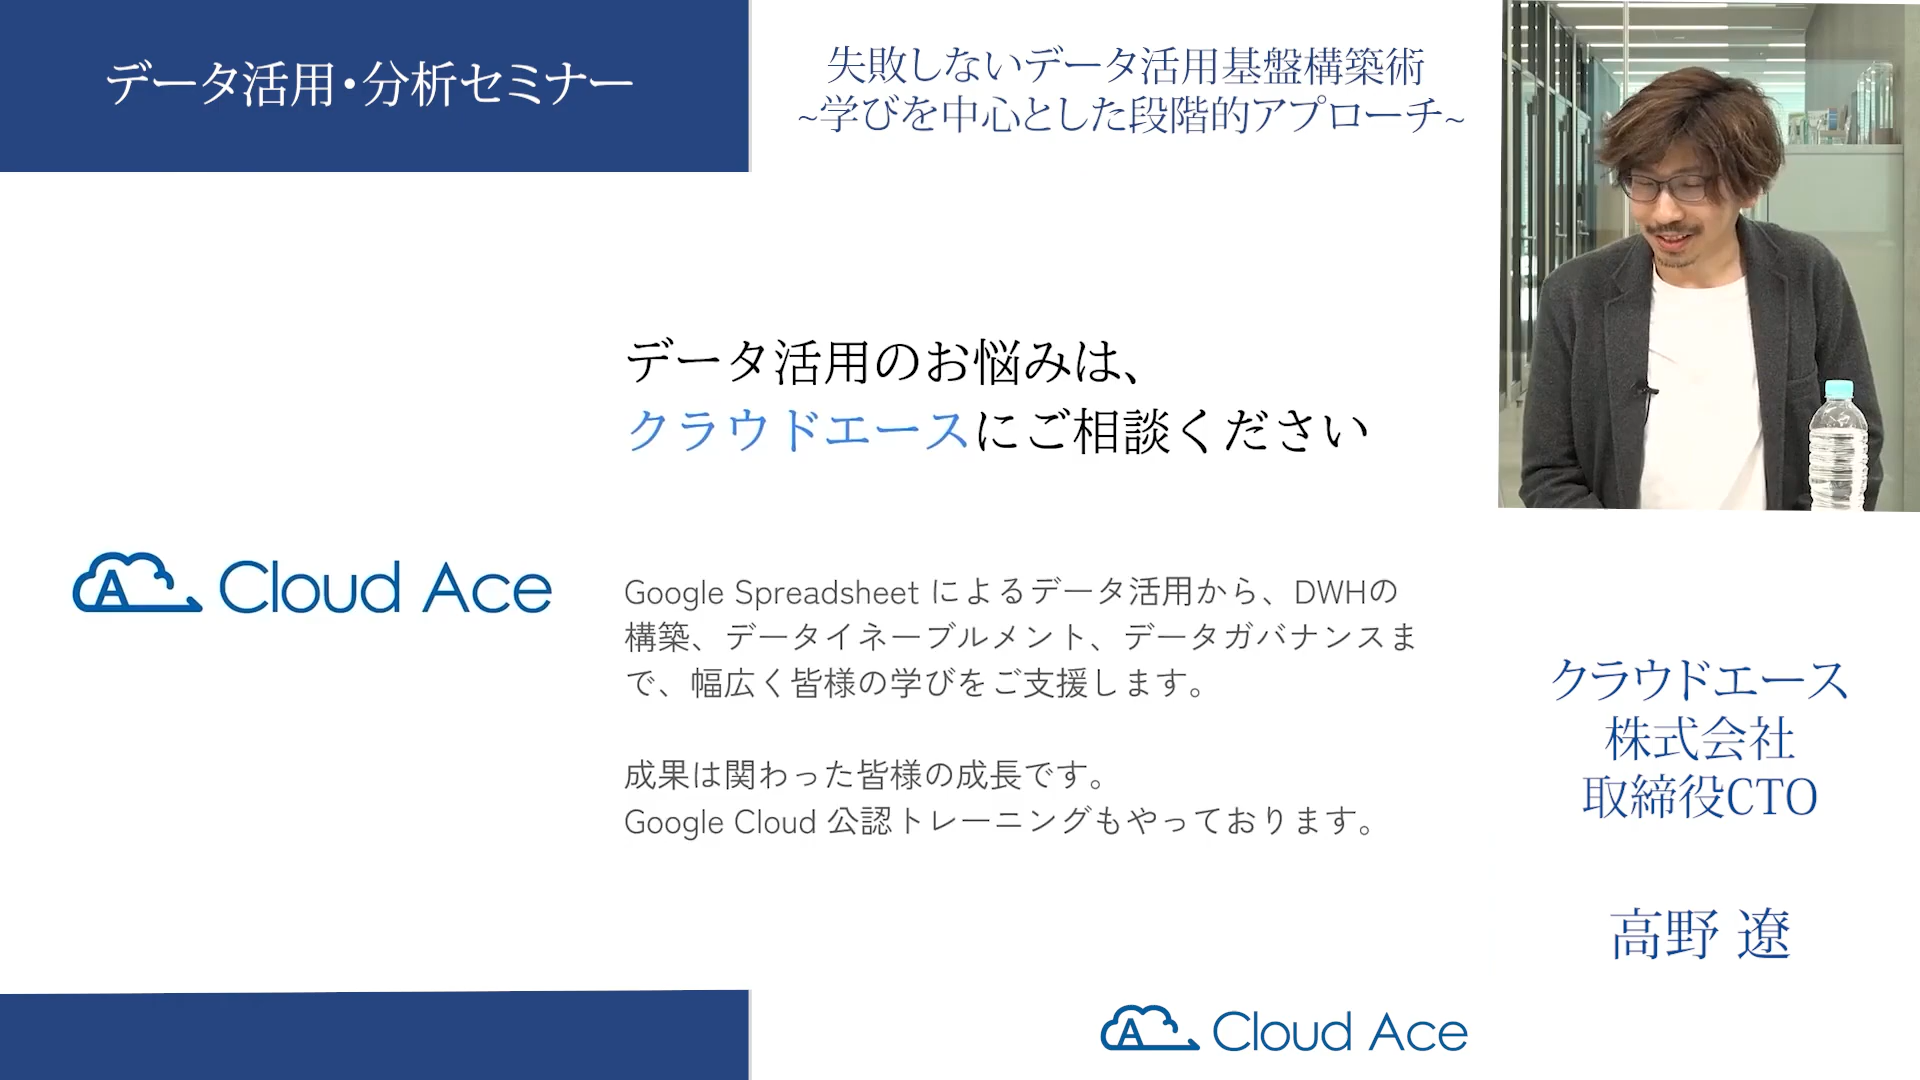 データ活用・分析セミナー
失敗しないデータ活用基盤構築術
~学びを中心とした段階的アプローチ~
データ活用のお悩みは、
クラウドエースにご相談ください
A Cloud Ace
Google Spreadsheet によるデータ活用から、DWHの
構築、データイネーブルメント、データガバナンスま
で、幅広く皆様の学びをご支援します。
成果は関わった皆様の成長です。
Google Cloud 公認トレーニングもやっております。
クラウドエース
株式会社
取締役CTO
高野 遼
A Cloud Ace